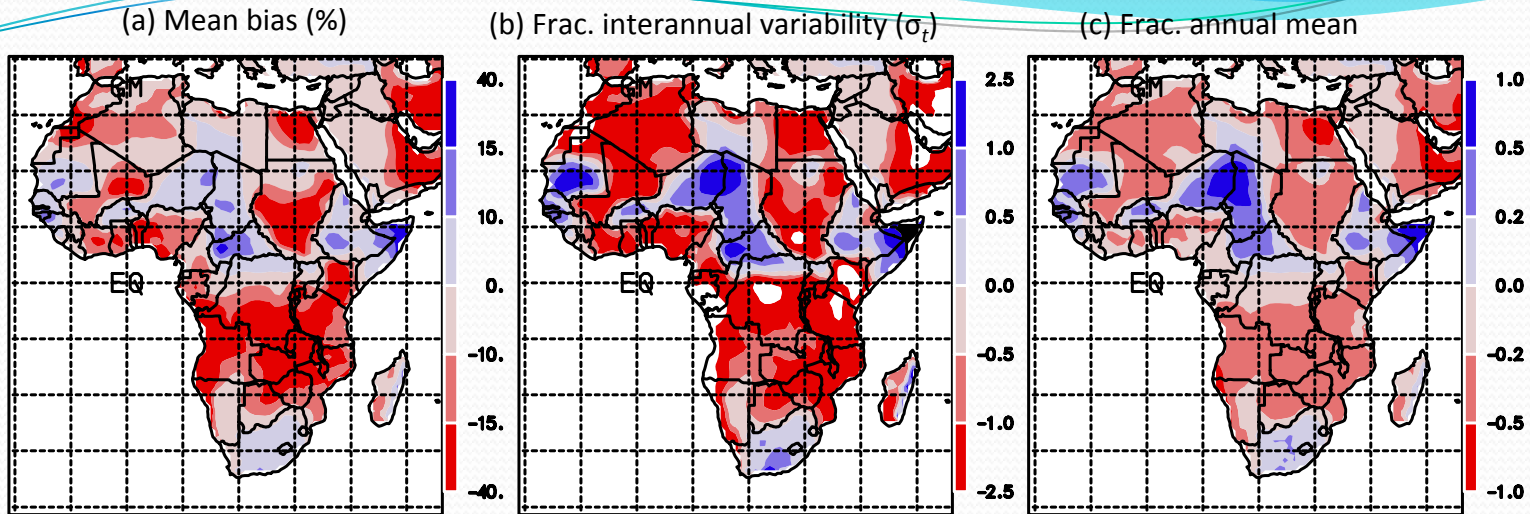 (a) Mean bias (%)
(b) Frac. interannual variability (σt)
(c) Frac. annual mean
GM
EQ
40.
15.
10.
0.
-10.
-15.
-40.
GM
EQ
2.5
1.0
0.5
0.0
-0.5
-1.0
-2.5
GM
EQ
1.0
0.5
0.2
0.0
-0.2
-0.5
-1.0